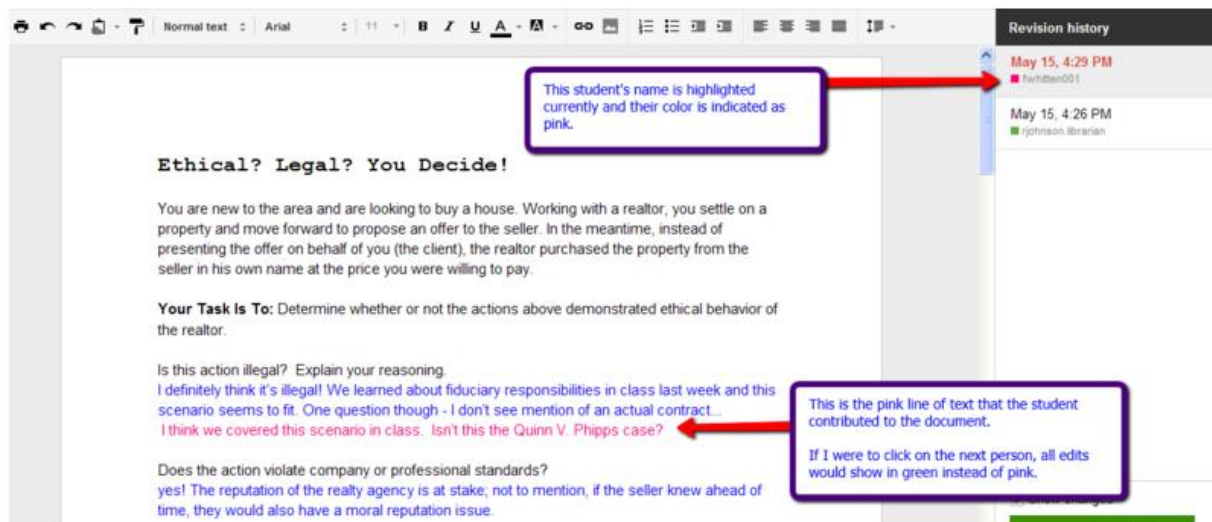 Normal text
Arial
11
B I U A A
Revision history
May 15, 4:29 PM
fwhitten001
May 15, 4:26 PM
rjohnson.librarian
This student's name is highlighted
currently and their color is indicated as
pink.
Ethical? Legal? You Decide!
You are new to the area and are looking to buy a house. Working with a realtor, you settle on a
property and move forward to propose an offer to the seller. In the meantime, instead of
presenting the offer on behalf of you (the client), the realtor purchased the property from the
seller in his own name at the price you were willing to pay.
Your Task Is To: Determine whether or not the actions above demonstrated ethical behavior of
the realtor.
Is this action illegal? Explain your reasoning.
I definitely think it's illegal! We learned about fiduciary responsibilities in class last week and this
scenario seems to fit. One question though - I don't see mention of an actual contract...
I think we covered this scenario in class. Isn't this the Quinn V. Phipps case?
This is the pink line of text that the student
contributed to the document.
If I were to click on the next person, all edits
would show in green instead of pink.
Does the action violate company or professional standards?
yes! The reputation of the realty agency is at stake; not to mention, if the seller knew ahead of
time, they would also have a moral reputation issue.